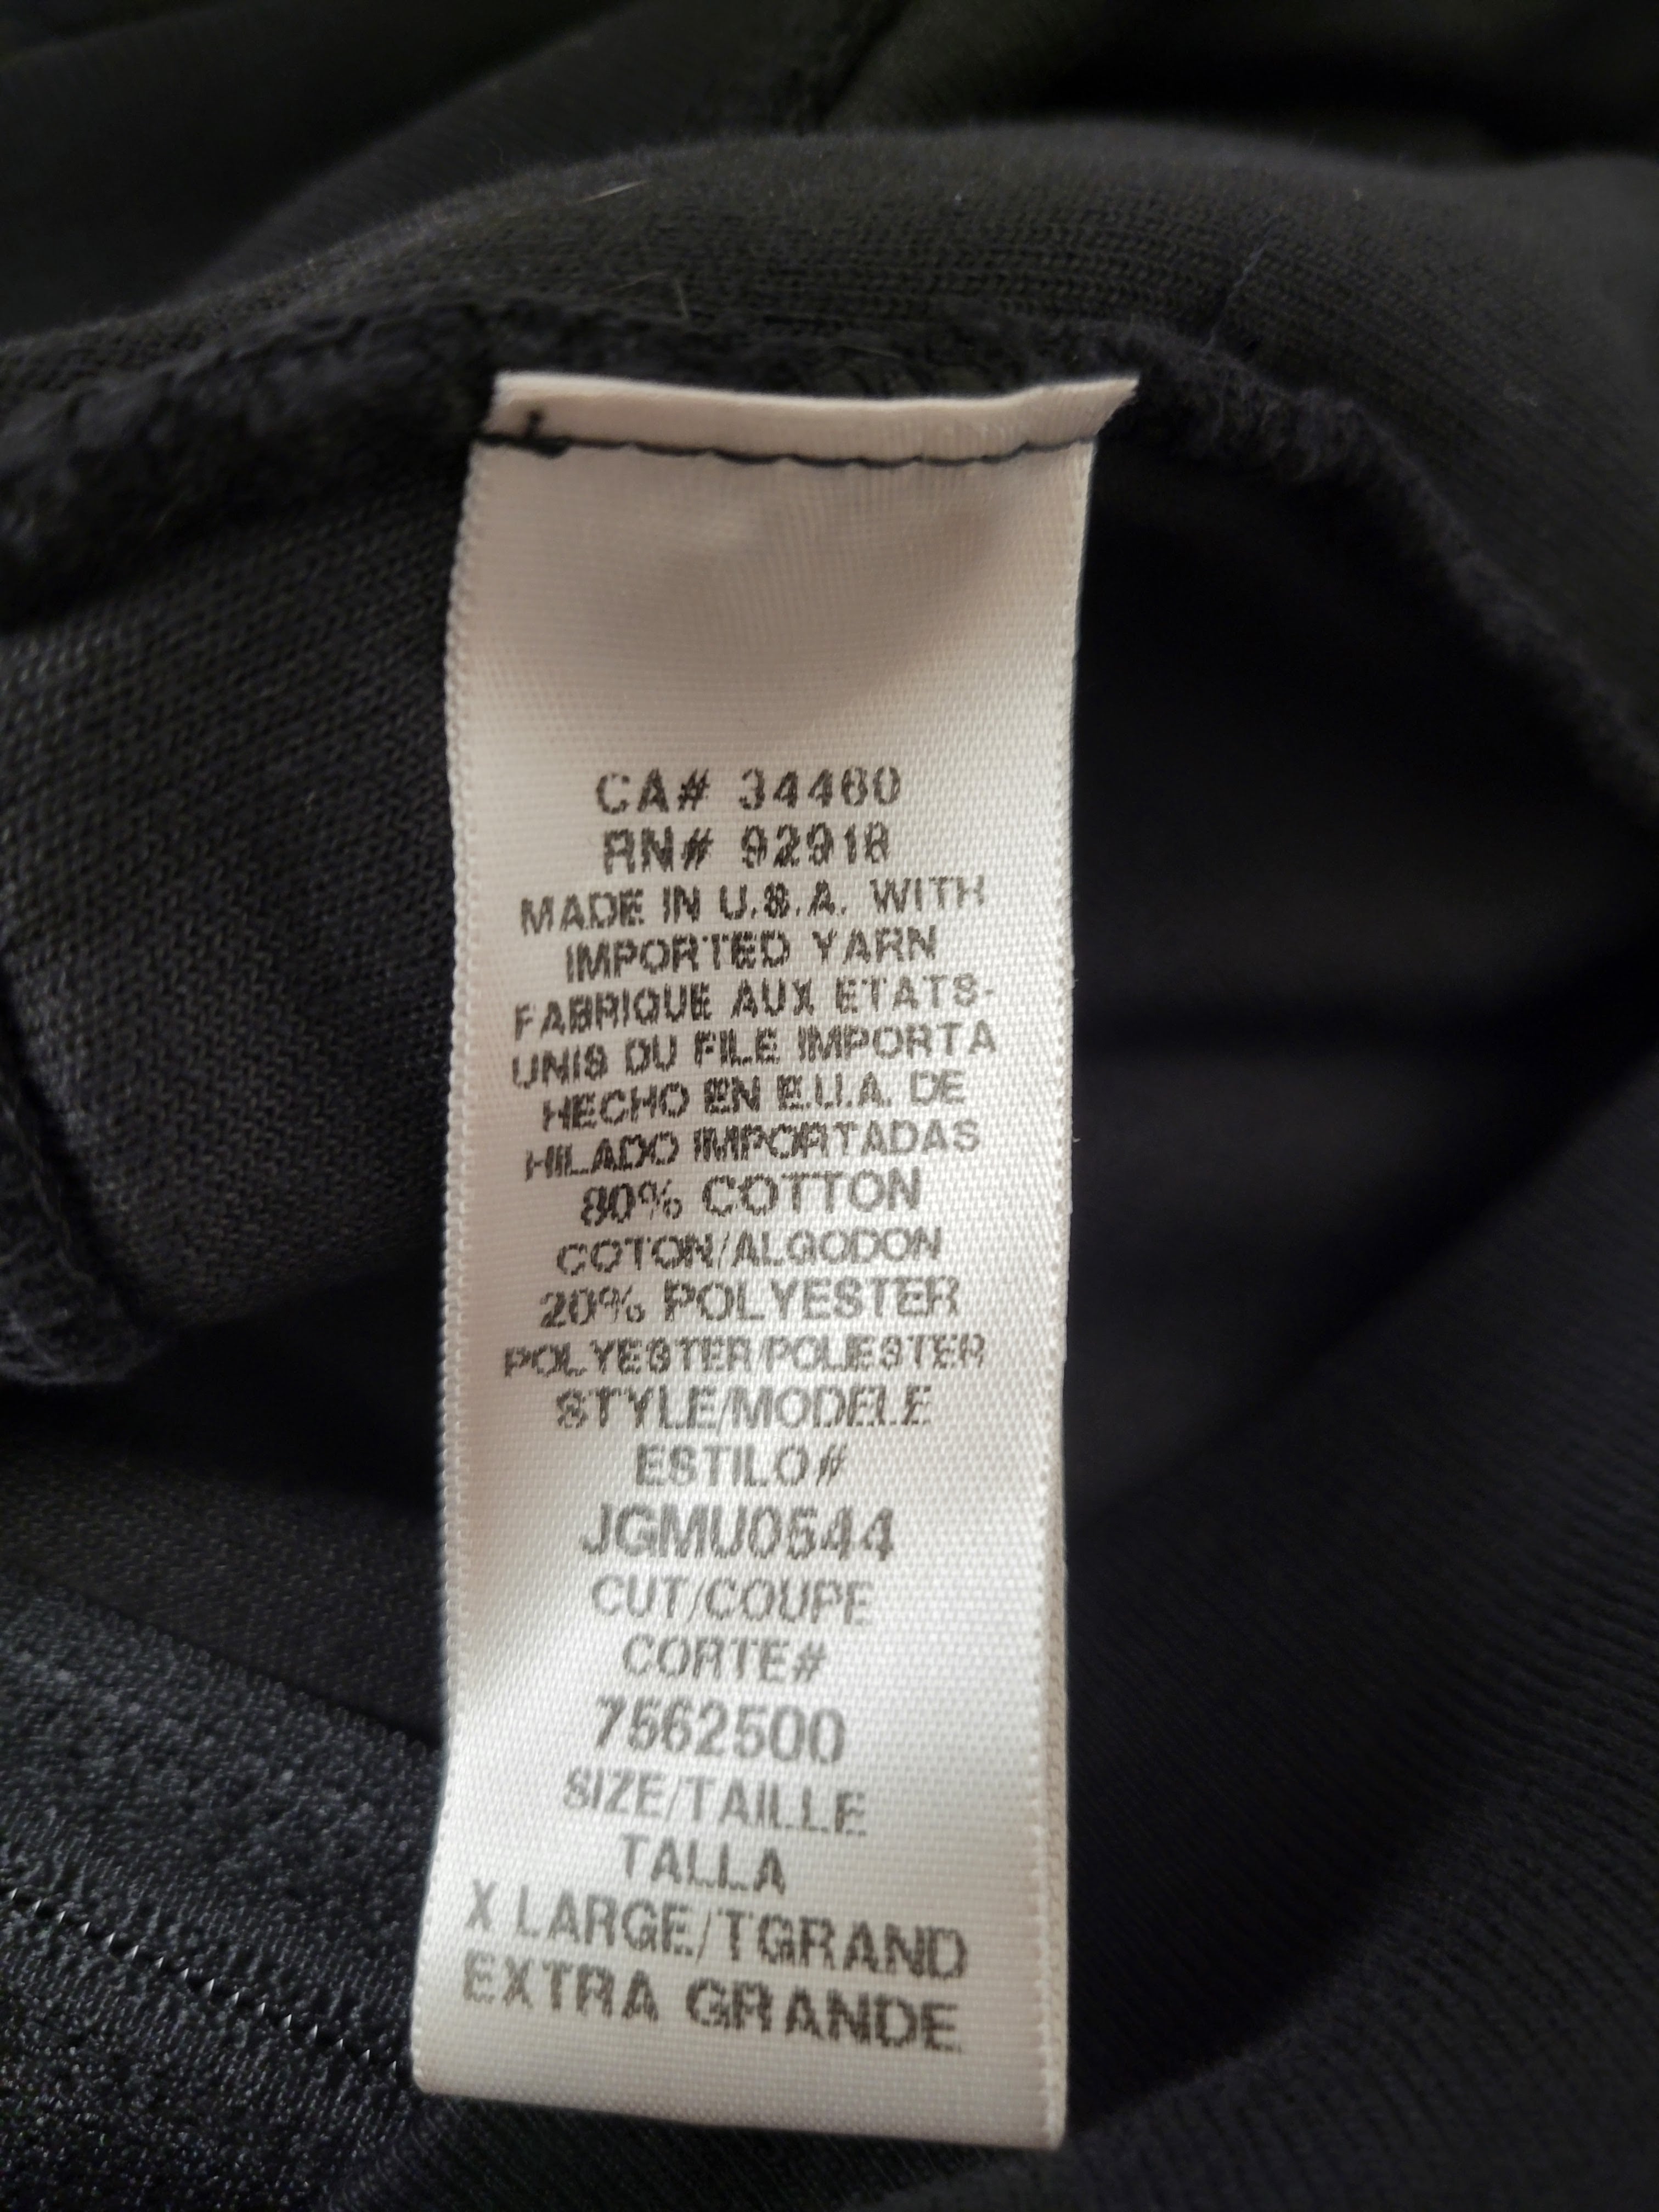 CA# 34460
RN# 92918
MADE IN U.S.A. WITH
IMPORTED YARN
FABRIQUE AUX ETATS-
UNIS DU FILE IMPORTA
HECHO EN E.U.A. DE
HILADO IMPORTADAS
80% COTTON
COTON/ALGODON
20% POLYESTER
POLYESTER/POLIESTER
STYLE/MODELE
ESTILO#
JGMU0544
CUT/COUPE
CORTE#
7562500
SIZE/TAILLE
TALLA
X LARGE/TGRAND
EXTRA GRANDE